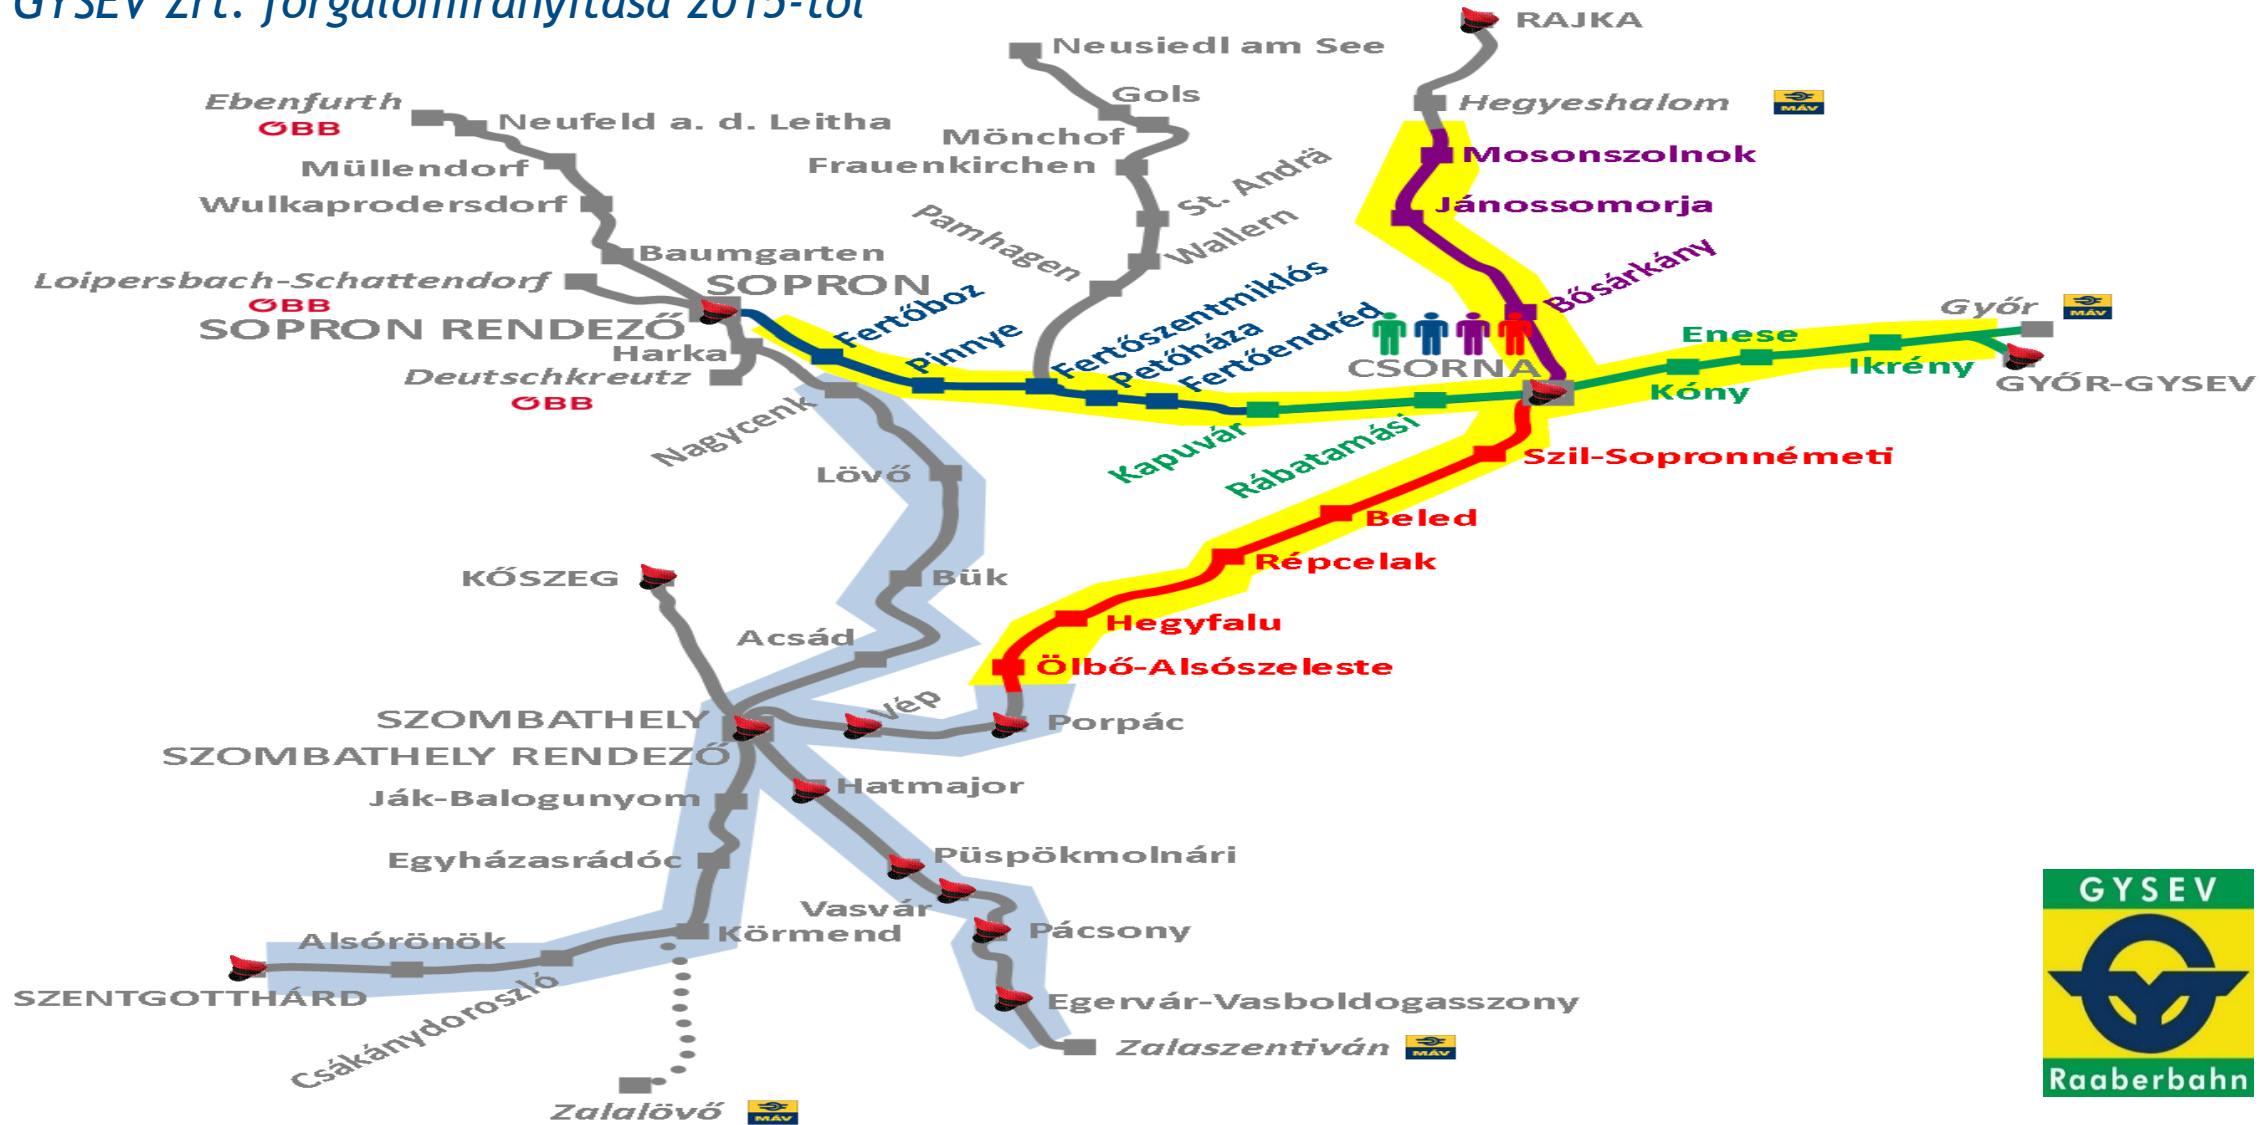 GYSEV Zrt. forgalomirányítása 2015-től
RAJKA
Neusiedl am See
Hegyeshalom
MÁV
Gols
Ebenfurth
ÖBB
Neufeld a. d. Leitha
Mönchof
Mosonszolnok
Müllendorf
Frauenkirchen
St. Andrä
Wulkaprodersdorf
Jánossomorja
Pamhagen
Wallern
Baumgarten
Bősárkány
Loipersbach-Schattendorf
ÖBB
SOPRON
SOPRON RENDEZŐ
Fertőboz
Pinnye
Fertőszentmiklós
Petőháza
Fertőendréd
Győr
MÁV
Enese
Ikrény
GYŐR-GYSEV
Harka
Deutschkreutz
ÖBB
CSORNA
Kóny
Nagycenk
Kapuvár
Rábatamási
Szil-Sopronnémeti
Lövő
Beled
Répcelak
KŐSZEG
Bük
Hegyfalu
Acsád
Ölbő-Alsószeleste
SZOMBATHELY
Vép
Porpác
SZOMBATHELY RENDEZŐ
Hatmajor
Ják-Balogunyom
Egyházasrádóc
Püspökmolnári
Vasvár
Pácsony
Körmend
Alsórönök
SZENTGOTTHÁRD
Csákánydoroszló
Egervár-Vasboldogasszony
Zalaszentiván
MÁV
Zalalövő
MÁV
GYSEV
Raaberbahn